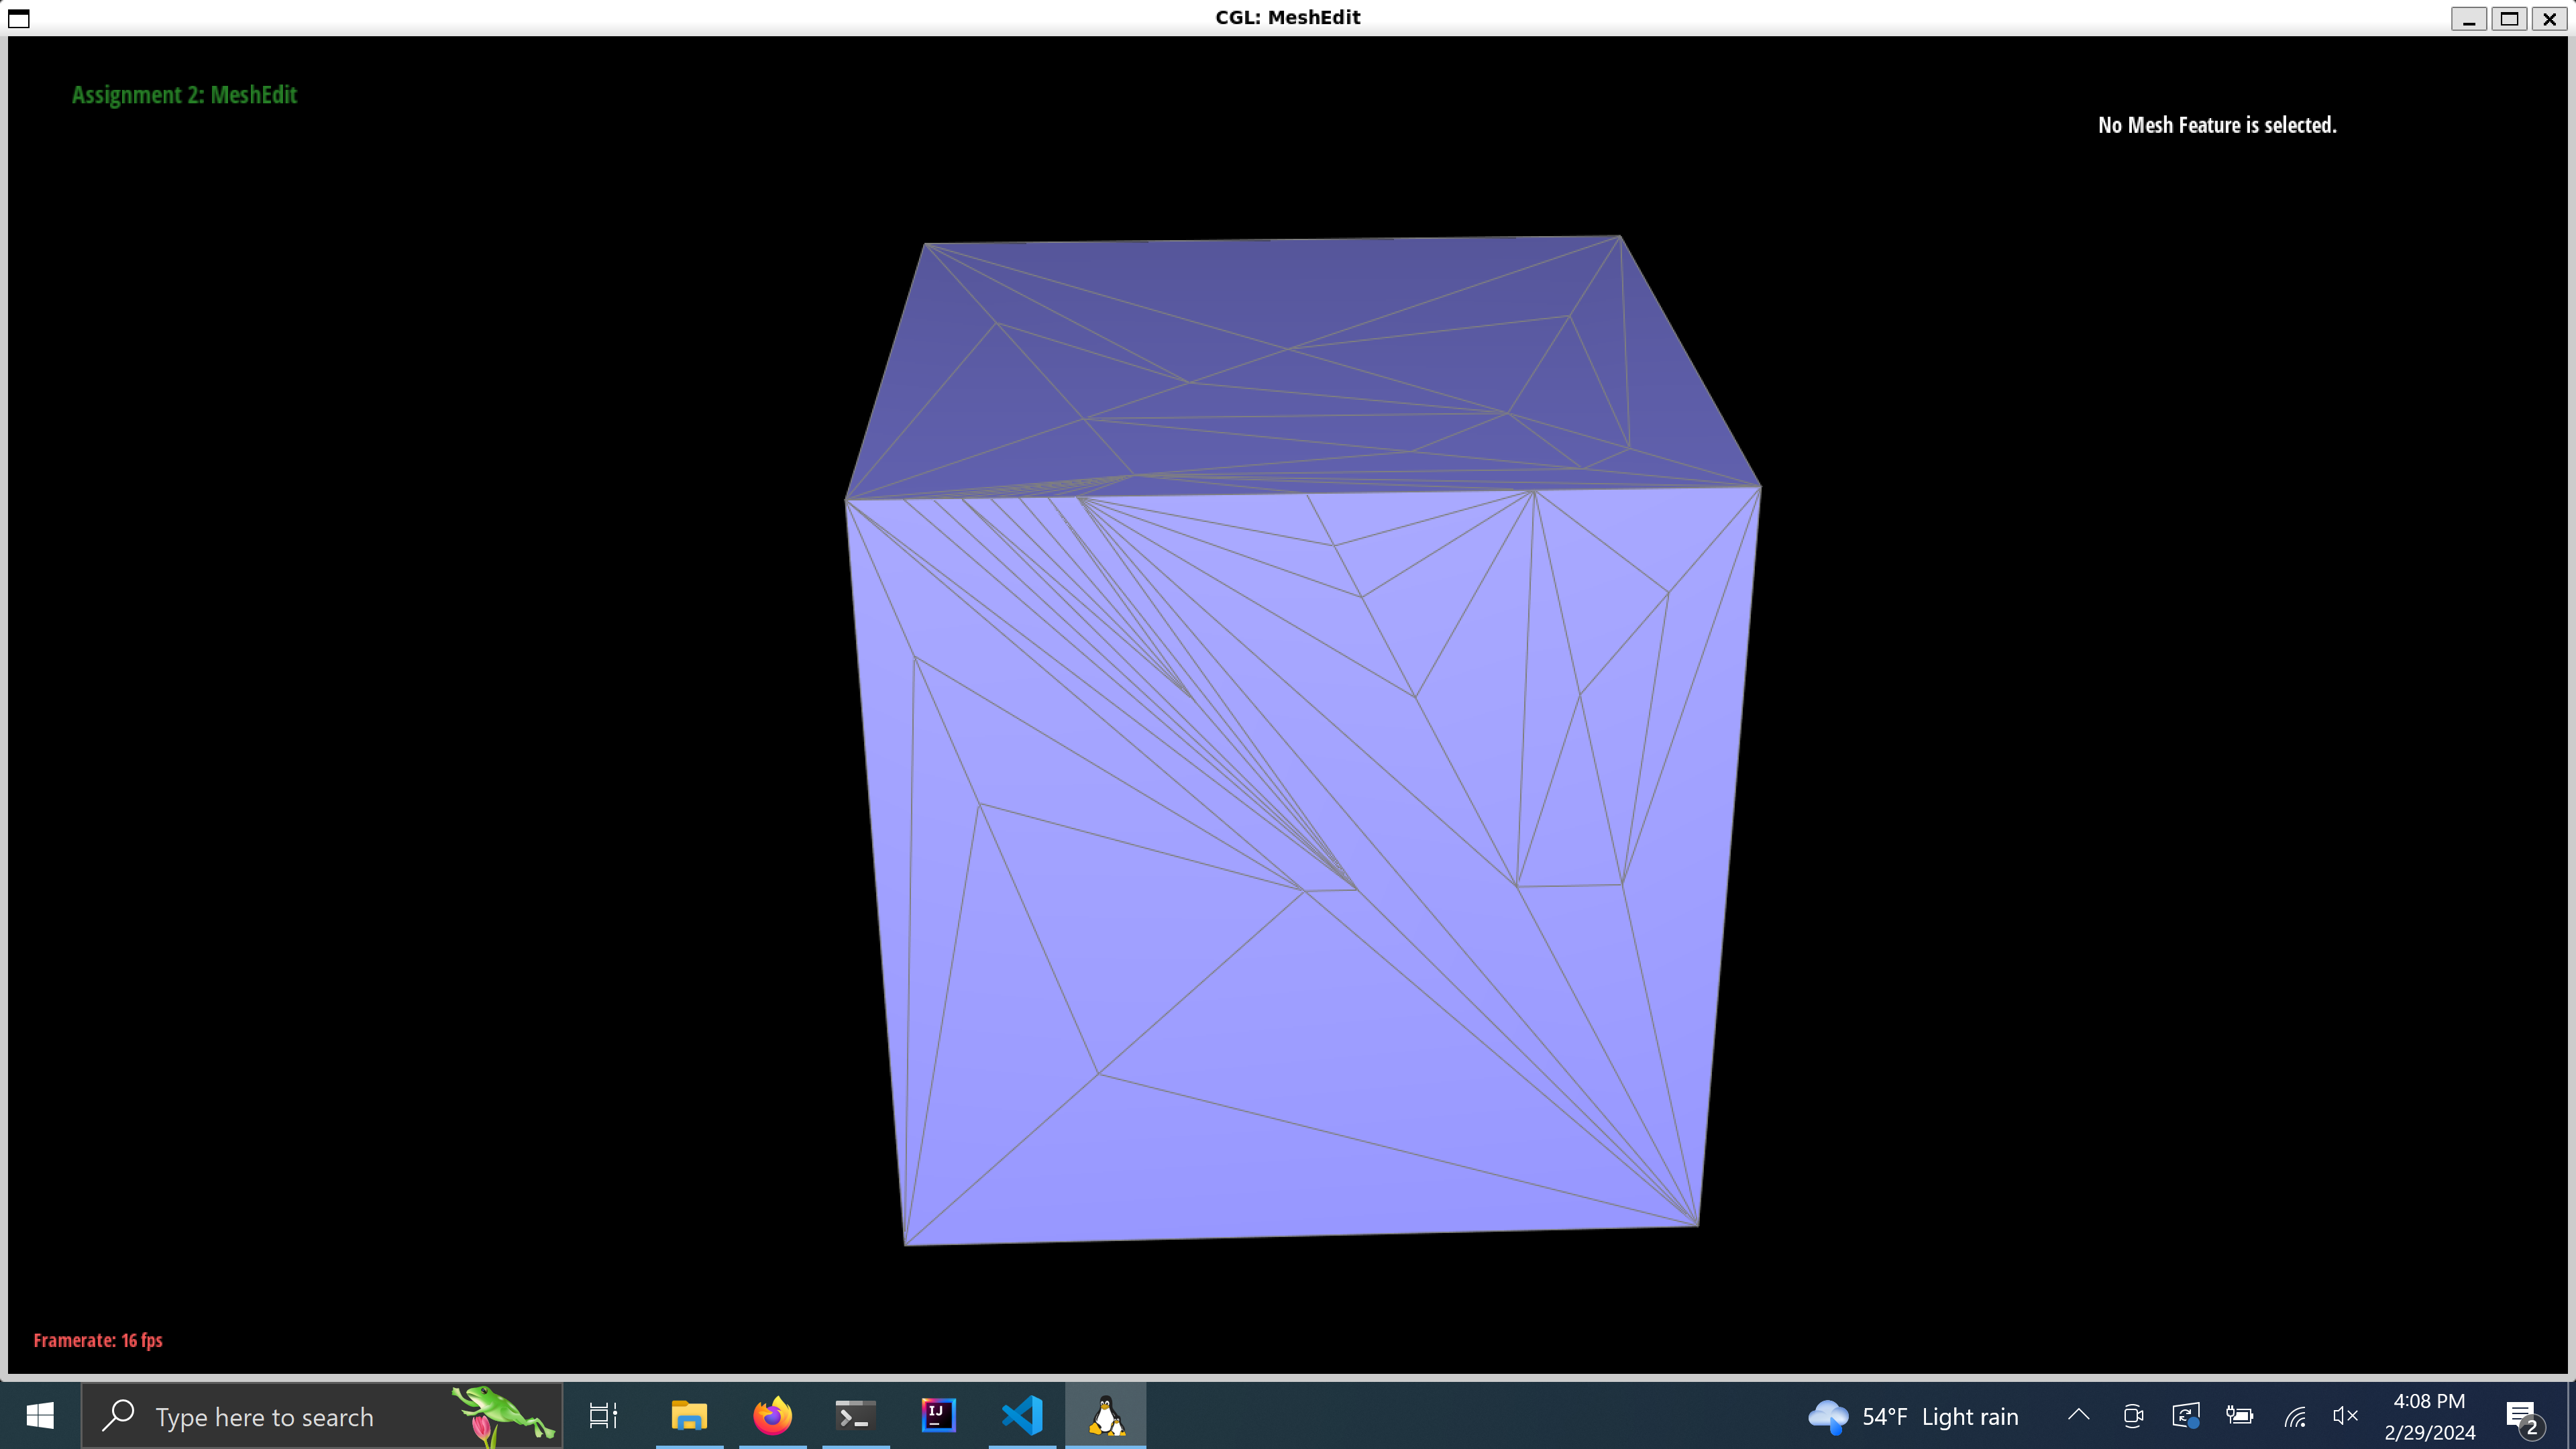 CGL: MeshEdit
Assignment 2: MeshEdit
No Mesh Feature is selected.
Framerate: 16 fps
Type here to search
IJ
54°F Light rain
4:08 PM
2/29/2024
2